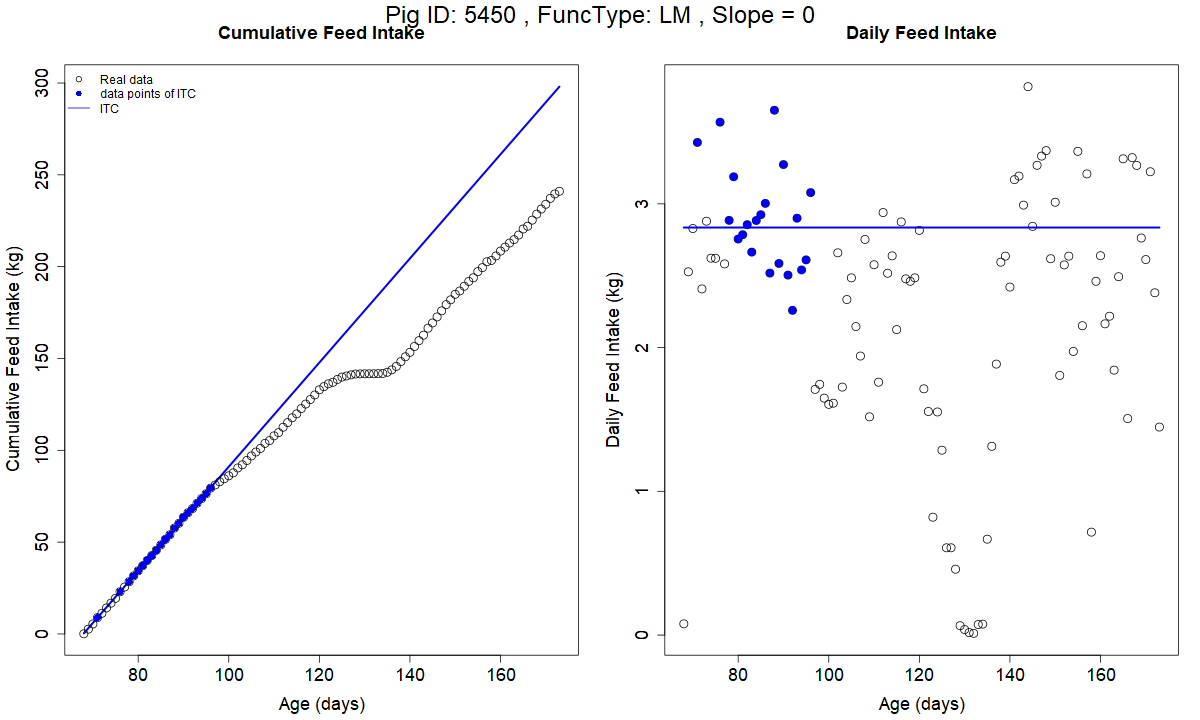 Pig ID: 5450 , FuncType: LM , Slope = 0
Cumulative Feed Intake
Daily Feed Intake
Real data
data points of ITC
ITC
Cumulative Feed Intake (kg)
0
50
100
150
200
250
300
80
100
120
140
160
Age (days)
Daily Feed Intake (kg)
0
1
2
3
80
100
120
140
160
Age (days)